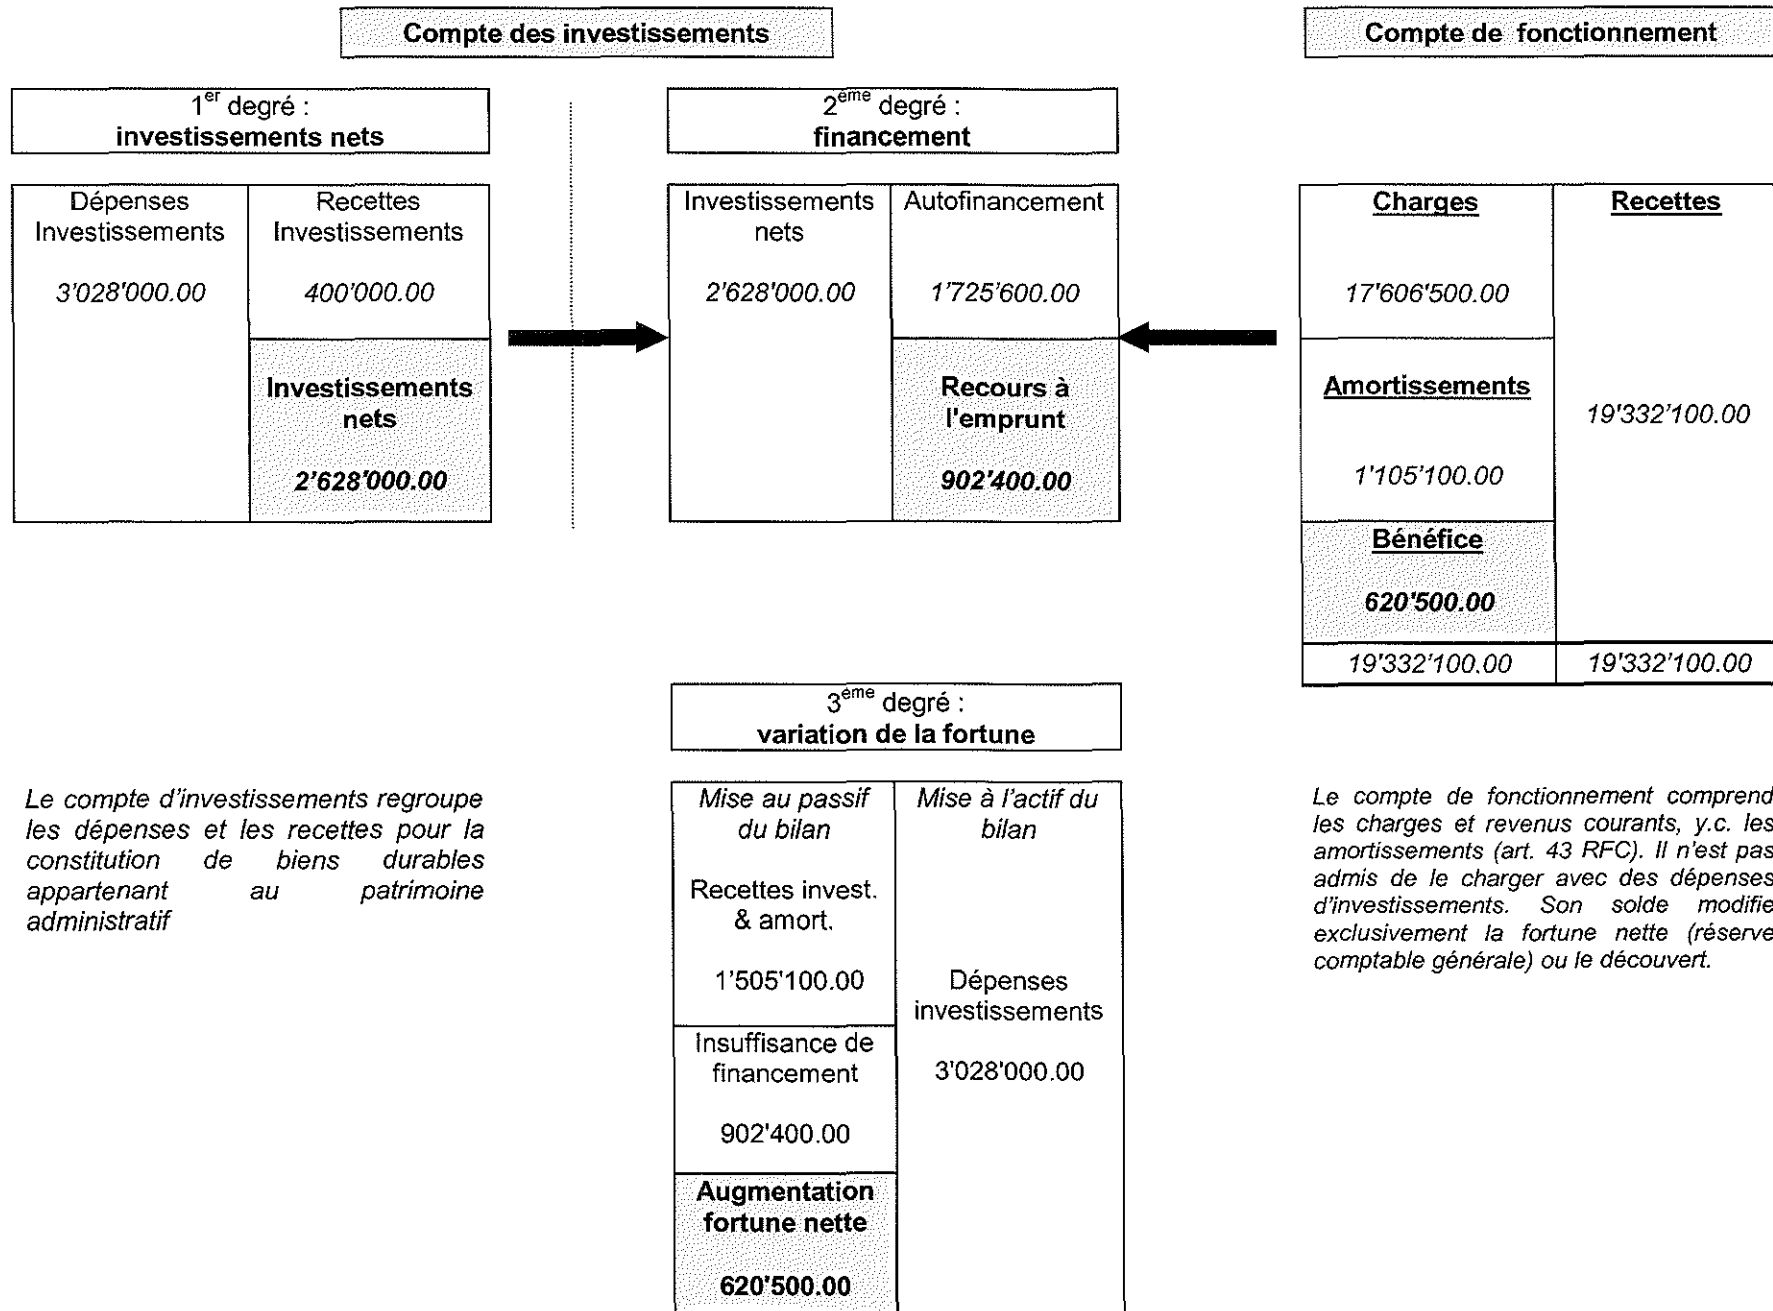 Compte des investissements
Compte de fonctionnement
1er degré :
investissements nets
2ème degré :
financement
Dépenses
Investissements
3'028'000.00
Recettes
Investissements
400'000.00
Investissements
nets
2'628'000.00
Investissements
nets
2'628'000.00
Autofinancement
1'725'600.00
Recours à
l'emprunt
902'400.00
Charges
17'606'500.00
Amortissements
1'105'100.00
Bénéfice
620'500.00
Recettes
19'332'100.00
19'332'100.00
19'332'100.00
3ème degré :
variation de la fortune
Le compte d'investissements regroupe
les dépenses et les recettes pour la
constitution de biens durables
appartenant au patrimoine
administratif
Mise au passif
du bilan
Recettes invest.
& amort.
1'505'100.00
Insuffisance de
financement
902'400.00
Augmentation
fortune nette
620'500.00
Mise à l'actif du
bilan
Dépenses
investissements
3'028'000.00
Le compte de fonctionnement comprend
les charges et revenus courants, y.c. les
amortissements (art. 43 RFC). Il n'est pas
admis de le charger avec des dépenses
d'investissements. Son solde modifie
exclusivement la fortune nette (réserve
comptable générale) ou le découvert.